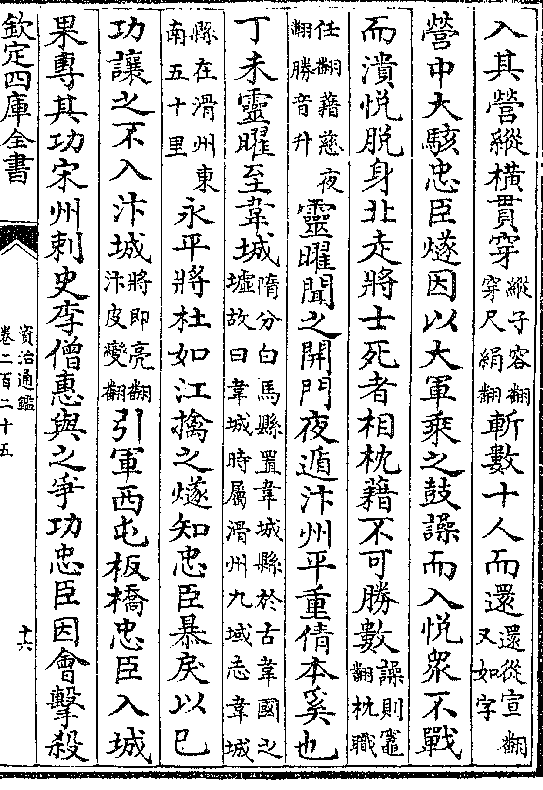 入其營縱橫貫穿縱子容翻穿尺絹翻斬數十人而還還從宣翻又如字
營中大駭忠臣燧因以大軍乘之鼓譟而入悅衆不戰
而潰悅脫身北走將士死者相枕藉不可勝數譟則竈翻枕職
任翻藉慈夜翻勝音升靈曜聞之開門夜遁汴州平重倩本奚也
丁未靈曜至韋城隋分白馬縣置韋城縣於古韋國之墟故曰韋城時屬滑州九域志韋城
縣在滑州東南五十里永平將杜如江擒之燧知忠臣暴戾以已
功讓之不入汴城將即亮翻汴皮變翻引軍西屯板橋忠臣入城
果專其功宋州刺史李僧惠與之爭功忠臣因會擊殺
欽定四庫全書
資治通鑑
卷二百二十五
十六